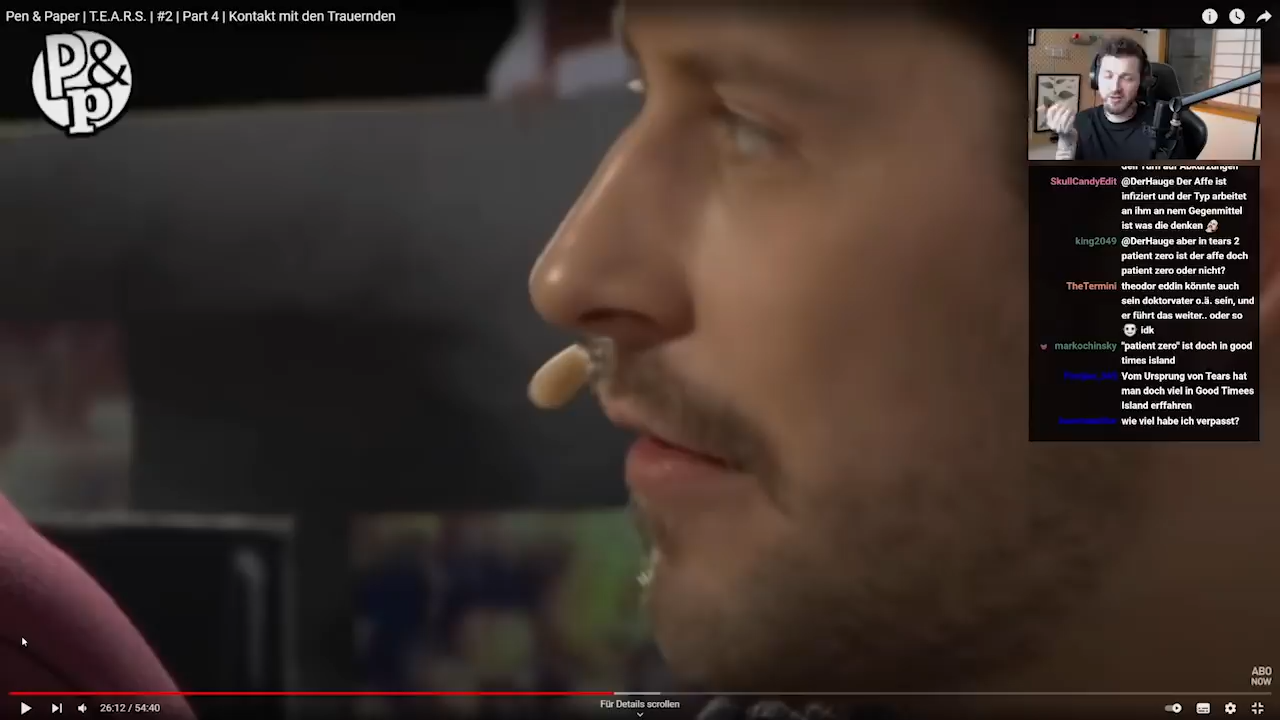 Pen & Paper | T.E.A.R.S. | #2 | Part 4 | Kontakt mit den Trauernden
P&
p
den Turn auf Abkürzungen
SkullCandyEdit @DerHauge Der Affe ist
infiziert und der Typ arbeitet
an ihm an nem Gegenmittel
ist was die denken
king2049 @DerHauge aber in tears 2
patient zero ist der affe doch
patient zero oder nicht?
TheTermini theodor eddin könnte auch
sein doktorvater o.ä. sein, und
er führt das weiter.. oder so
idk
markochinsky "patient zero" ist doch in good
times island
Vom Ursprung von Tears hat
man doch viel in Good Timees
Island erffahren
wie viel habe ich verpasst?
ABO
NOW
26:12 / 54:40
Für Details scrollen